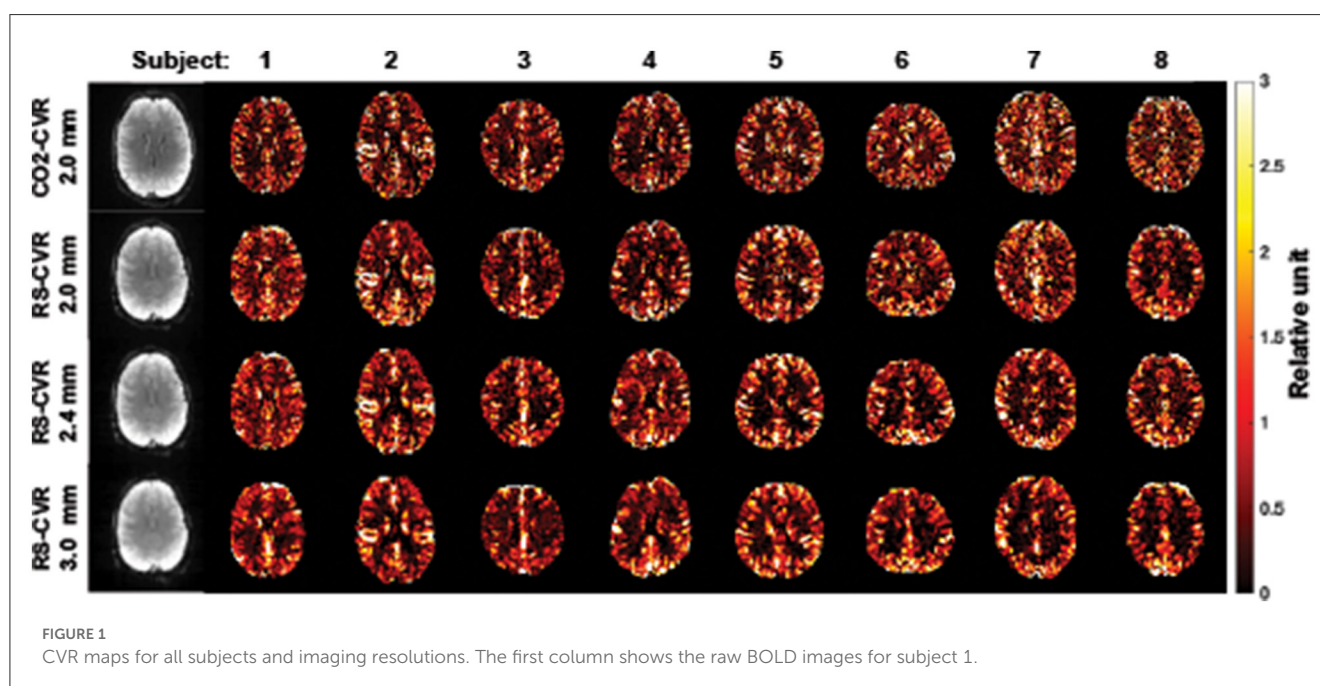 Subject: 1 2 3 4 5 6 7 8
CO2-CVR
2.0 mm
RS-CVR
2.0 mm
RS-CVR
2.4 mm
RS-CVR
3.0 mm
3
2.5
2
1.5
1
0.5
0
Relative unit
FIGURE 1
CVR maps for all subjects and imaging resolutions. The first column shows the raw BOLD images for subject 1.